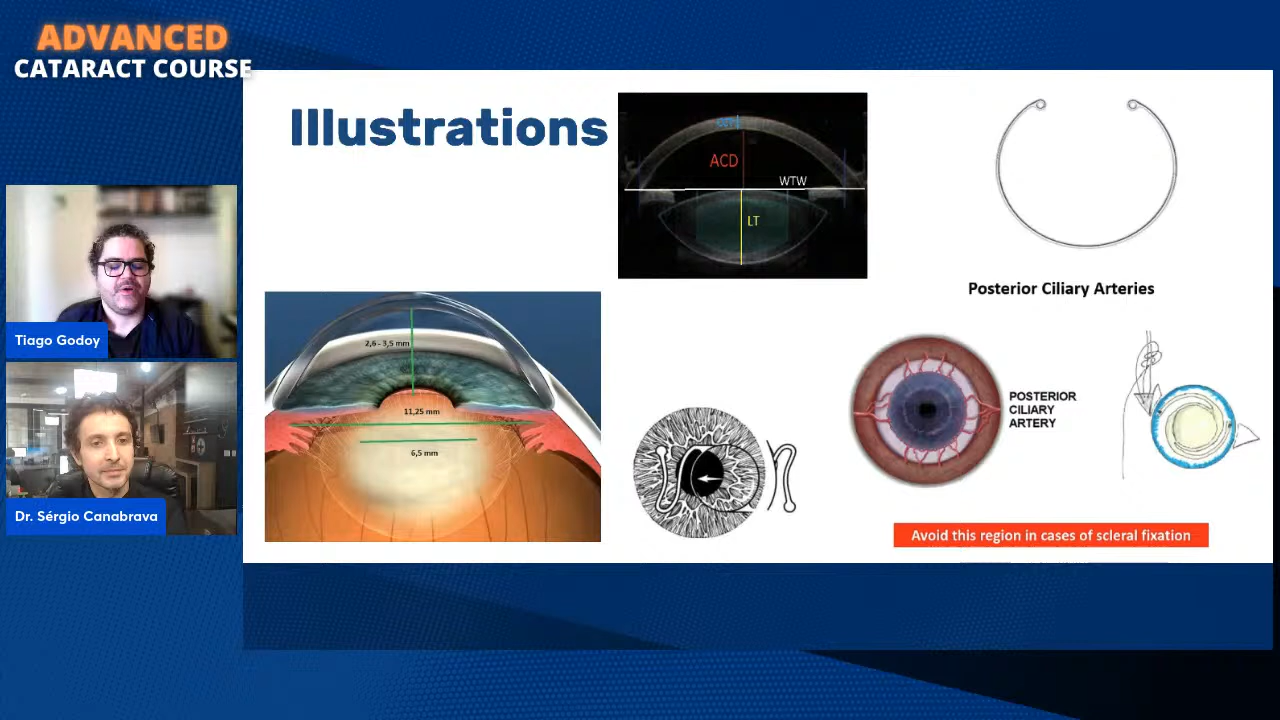 ADVANCED
CATARACT COURSE
Illustrations
ACD
WTW
LT
Posterior Ciliary Arteries
Tiago Godoy
Dr. Sérgio Canabrava
2,6 - 3,5 mm
11,25 mm
6,5 mm
POSTERIOR
CILIARY
ARTERY
Avoid this region in cases of scleral fixation